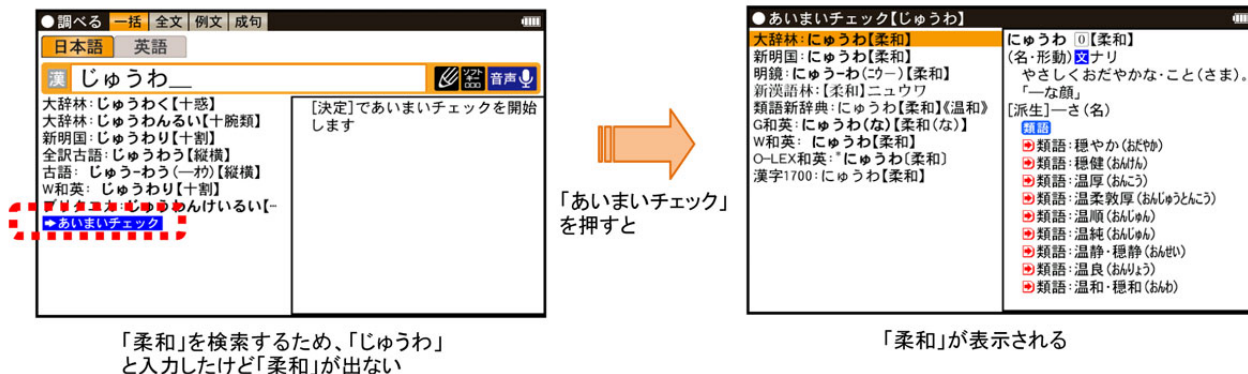 ●調べる 一括 全文 例文 成句
日本語 英語
漢 じゅうわ_ ソフトキー 音声
大辞林:じゅうわく【十惑】
大辞林:じゅうわんるい【十腕類】
新明国:じゅうわり【十割】
全訳古語:じゅうわう【縦横】
古語: じゅう-わう(―オウ)【縦横】
W和英: じゅうわり【十割】
ブリタニカ:じゅうわんけいるい【…
➡あいまいチェック
[決定]であいまいチェックを開始
します
「柔和」を検索するため、「じゅうわ」
と入力したけど「柔和」が出ない
「あいまいチェック」
を押すと
●あいまいチェック【じゅうわ】
大辞林:にゅうわ【柔和】
新明国:にゅうわ【柔和】
明鏡:にゅう-わ(ニウ―)【柔和】
新漢語林:【柔和】ニュウワ
類語新辞典:にゅうわ【柔和】《温和》
G和英:にゅうわ(な)【柔和(な)】
W和英: にゅうわ【柔和】
O-LEX和英:*にゅうわ〔柔和〕
漢字1700:にゅうわ【柔和】
にゅうわ 0【柔和】
(名・形動)文ナリ
やさしくおだやかな・こと(さま)。
「―な顔」
[派生]―さ(名)
類語
類語:穏やか(おだやか)
類語:穏健(おんけん)
類語:温厚(おんこう)
類語:温柔敦厚(おんじゅうとんこう)
類語:温順(おんじゅん)
類語:温純(おんじゅん)
類語:温静・穏静(おんせい)
類語:温良(おんりょう)
類語:温和・穏和(おんわ)
「柔和」が表示される